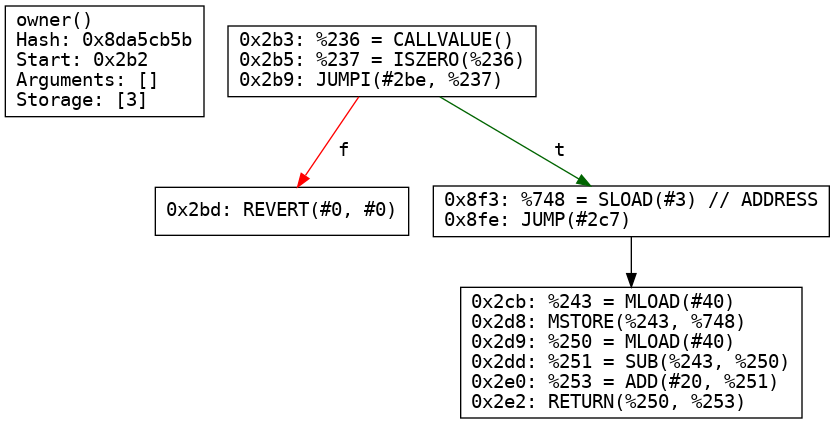 owner()
Hash: 0x8da5cb5b
Start: 0x2b2
Arguments: []
Storage: [3]
0x2b3: %236 = CALLVALUE()
0x2b5: %237 = ISZERO(%236)
0x2b9: JUMPI(#2be, %237)
f
t
0x2bd: REVERT(#0, #0)
0x8f3: %748 = SLOAD(#3) // ADDRESS
0x8fe: JUMP(#2c7)
0x2cb: %243 = MLOAD(#40)
0x2d8: MSTORE(%243, %748)
0x2d9: %250 = MLOAD(#40)
0x2dd: %251 = SUB(%243, %250)
0x2e0: %253 = ADD(#20, %251)
0x2e2: RETURN(%250, %253)